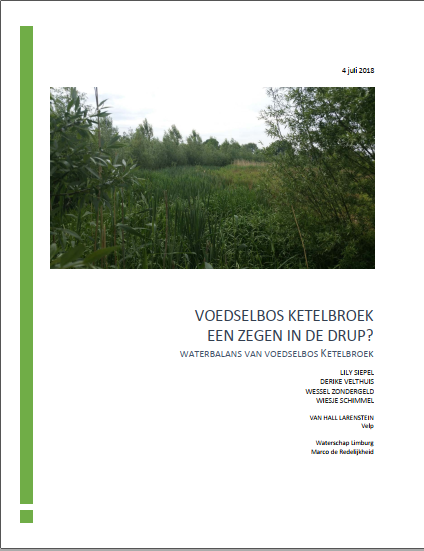 4 juli 2018
VOEDSELBOS KETELBROEK
EEN ZEGEN IN DE DRUP?
WATERBALANS VAN VOEDSELBOS KETELBROEK
LILY SIEPEL
DERIKE VELTHUIS
WESSEL ZONDERGELD
WIESJE SCHIMMEL
VAN HALL LARENSTEIN
Velp
Waterschap Limburg
Marco de Redelijkheid